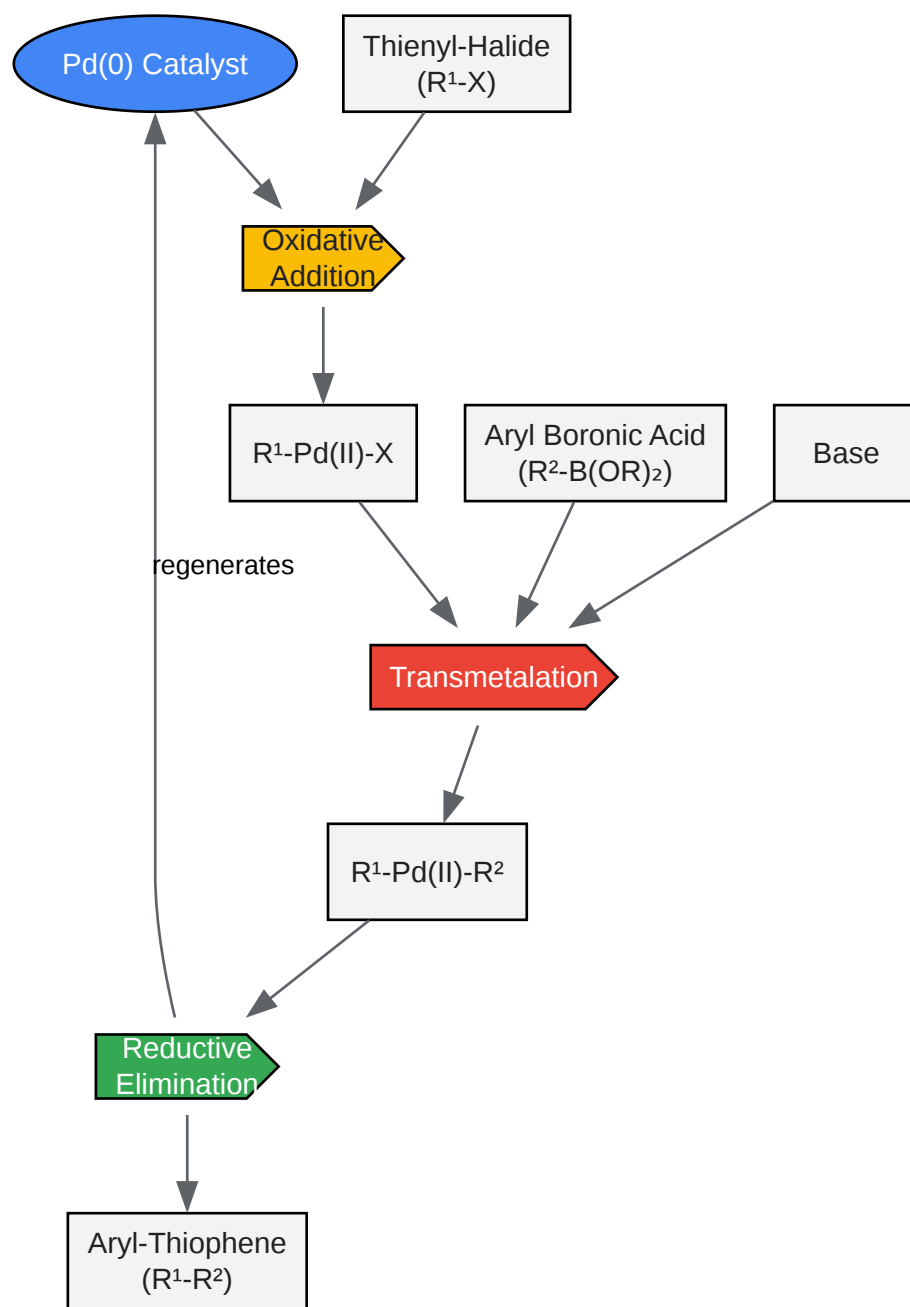 Pd(0) Catalyst
Thienyl-Halide
(R¹-X)
Oxidative
Addition
R¹-Pd(II)-X
Aryl Boronic Acid
(R²-B(OR)₂)
Base
regenerates
Transmetalation
R¹-Pd(II)-R²
Reductive
Elimination
Aryl-Thiophene
(R¹-R²)